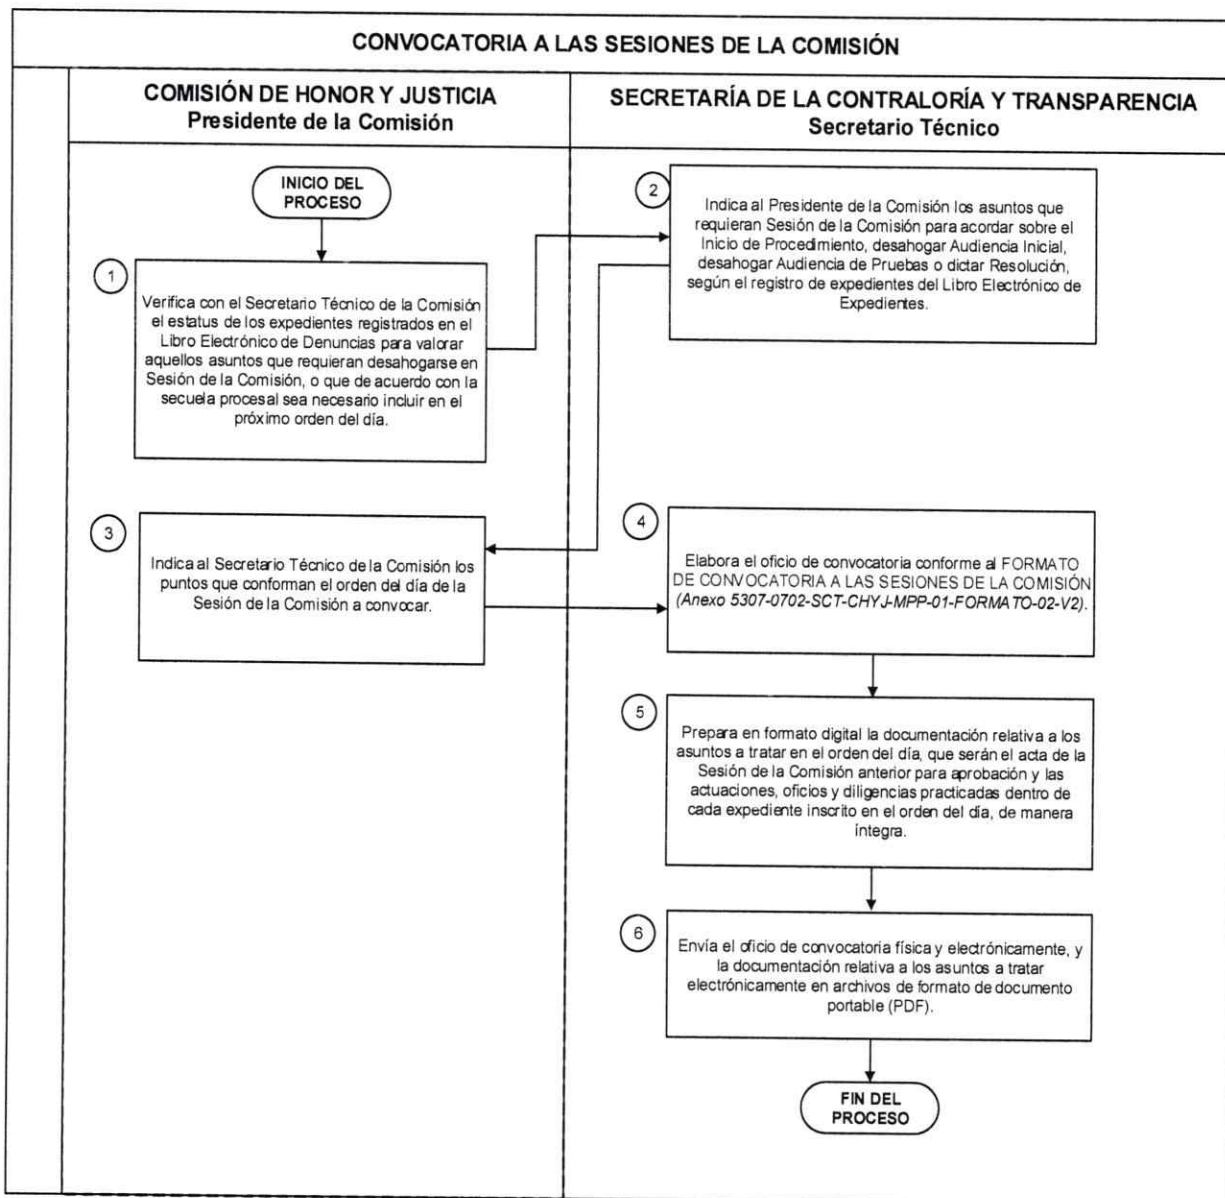 CONVOCATORIA A LAS SESIONES DE LA COMISIÓN
COMISIÓN DE HONOR Y JUSTICIA
Presidente de la Comisión
SECRETARÍA DE LA CONTRALORÍA Y TRANSPARENCIA
Secretario Técnico
INICIO DEL
PROCESO
1
Verifica con el Secretario Técnico de la Comisión
el estatus de los expedientes registrados en el
Libro Electrónico de Denuncias para valorar
aquellos asuntos que requieran desahogarse en
Sesión de la Comisión, o que de acuerdo con la
secuela procesal sea necesario incluir en el
próximo orden del día.
2
Indica al Presidente de la Comisión los asuntos que
requieran Sesión de la Comisión para acordar sobre el
Inicio de Procedimiento, desahogar Audiencia Inicial,
desahogar Audiencia de Pruebas o dictar Resolución,
según el registro de expedientes del Libro Electrónico de
Expedientes.
3
Indica al Secretario Técnico de la Comisión los
puntos que conforman el orden del día de la
Sesión de la Comisión a convocar.
4
Elabora el oficio de convocatoria conforme al FORMATO
DE CONVOCATORIA A LAS SESIONES DE LA COMISIÓN
(Anexo 5307-0702-SCT-CHYJ-MPP-01-FORMATO-02-V2).
5
Prepara en formato digital la documentación relativa a los
asuntos a tratar en el orden del día, que serán el acta de la
Sesión de la Comisión anterior para aprobación y las
actuaciones, oficios y diligencias practicadas dentro de
cada expediente inscrito en el orden del día, de manera
íntegra.
6
Envía el oficio de convocatoria física y electrónicamente, y
la documentación relativa a los asuntos a tratar
electrónicamente en archivos de formato de documento
portable (PDF).
FIN DEL
PROCESO